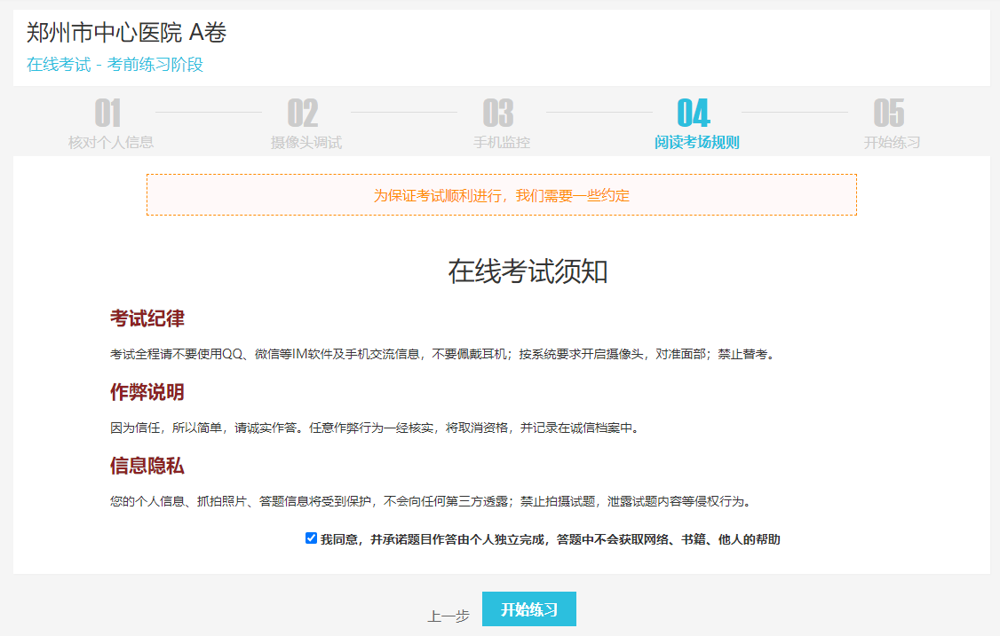 郑州市中心医院 A卷
在线考试 - 考前练习阶段
01 02 03 04 05
核对个人信息 摄像头调试 手机监控 阅读考场规则 开始练习
为保证考试顺利进行，我们需要一些约定
在线考试须知
考试纪律
考试全程请不要使用QQ、微信等IM软件及手机交流信息，不要佩戴耳机；按系统要求开启摄像头，对准面部；禁止替考。
作弊说明
因为信任，所以简单，请诚实作答。任意作弊行为一经核实，将取消资格，并记录在诚信档案中。
信息隐私
您的个人信息、抓拍照片、答题信息将受到保护，不会向任何第三方透露；禁止拍摄试题，泄露试题内容等侵权行为。
我同意，并承诺题目作答由个人独立完成，答题中不会获取网络、书籍、他人的帮助
上一步 开始练习